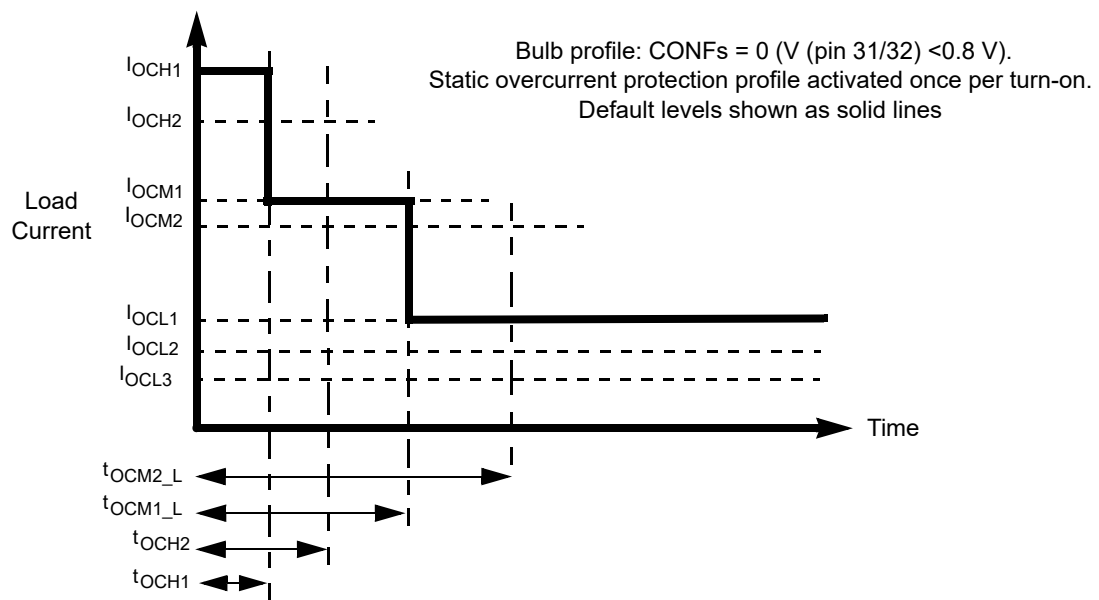 Bulb profile: CONFs = 0 (V (pin 31/32) <0.8 V).
Static overcurrent protection profile activated once per turn-on.
Default levels shown as solid lines
IOCH1
IOCH2
IOCM1
IOCM2
Load
Current
IOCL1
IOCL2
IOCL3
Time
tOCM2_L
tOCM1_L
tOCH2
tOCH1